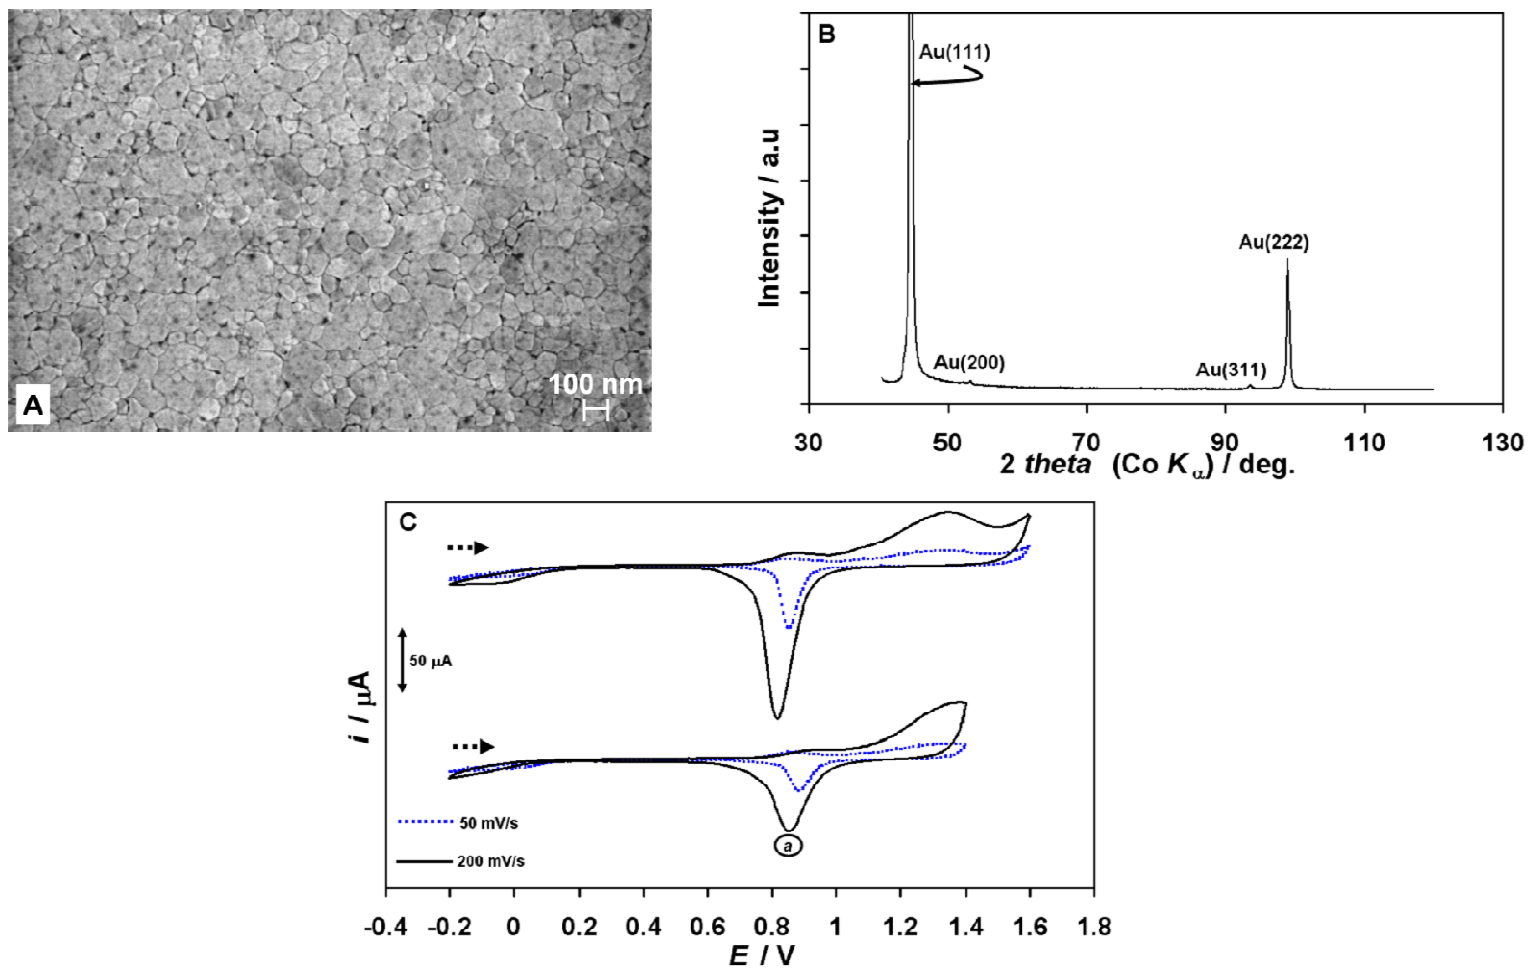 A
100 nm
B
Au(111)
Au(200)
Au(311)
Au(222)
Intensity / a.u
30 50 70 90 110 130
2 theta (Co Kα) / deg.
C
50 µA
i / µA
a
50 mV/s
200 mV/s
-0.4 -0.2 0 0.2 0.4 0.6 0.8 1 1.2 1.4 1.6 1.8
E / V